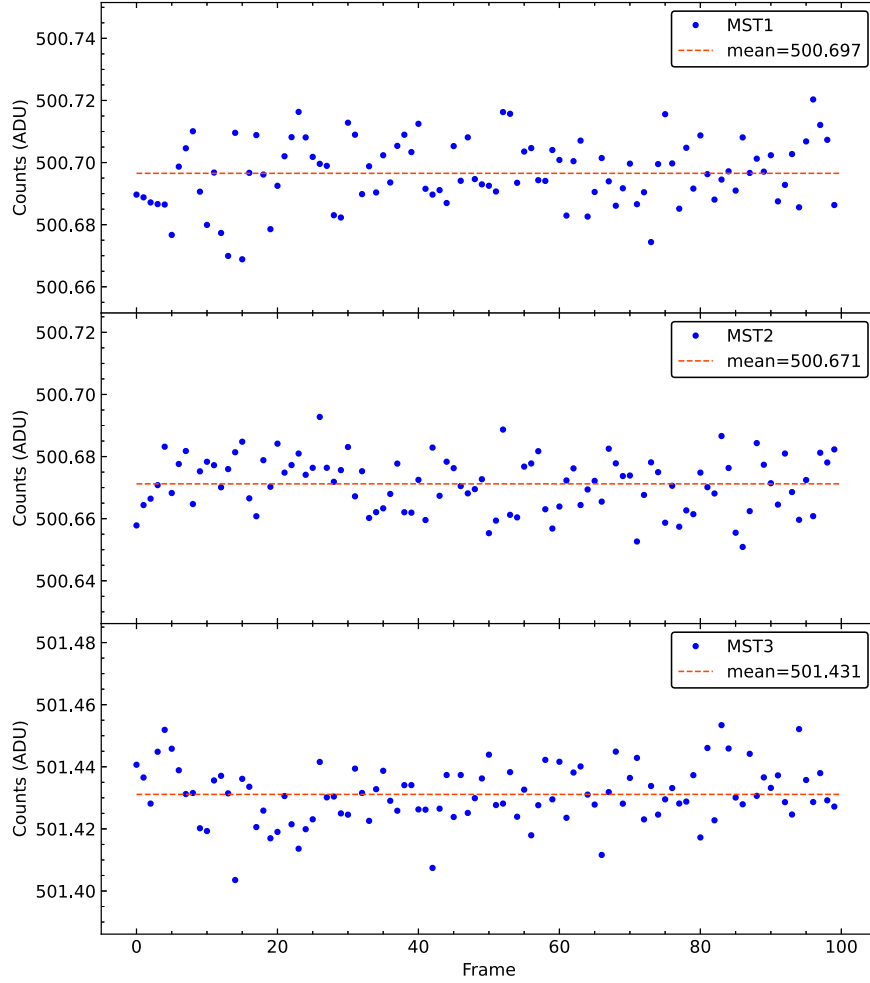 500.74
500.72
500.70
500.68
500.66
Counts (ADU)
MST1
mean=500.697
500.72
500.70
500.68
500.66
500.64
Counts (ADU)
MST2
mean=500.671
501.48
501.46
501.44
501.42
501.40
Counts (ADU)
MST3
mean=501.431
0 20 40 60 80 100
Frame